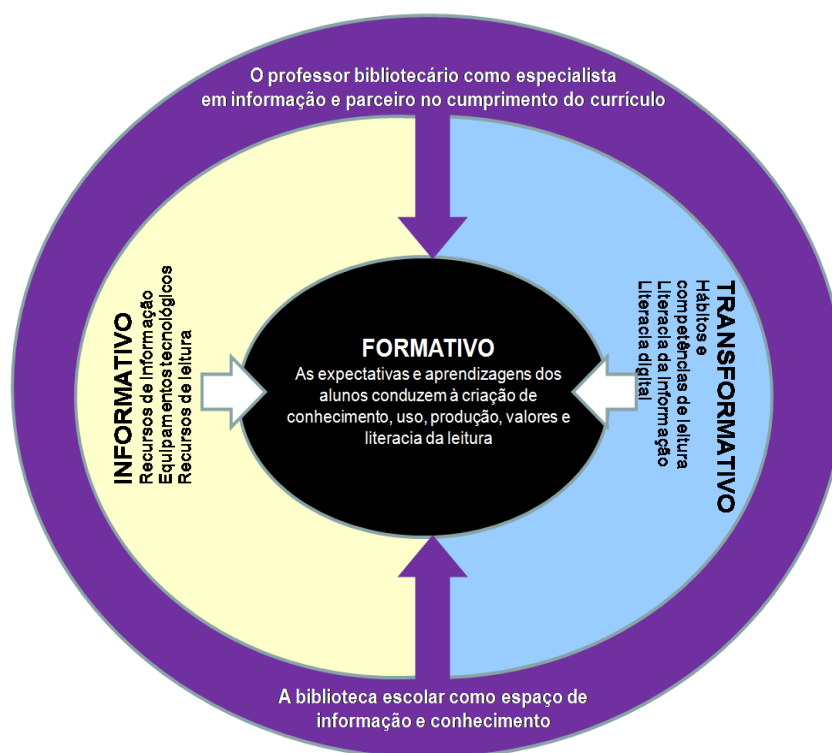 O professor bibliotecário como especialista
em informação e parceiro no cumprimento do currículo
INFORMATIVO
Recursos de Informação
Equipamentos tecnológicos
Recursos de leitura
FORMATIVO
As expectativas e aprendizagens dos
alunos conduzem à criação de
conhecimento, uso, produção, valores e
literacia da leitura
TRANSFORMATIVO
Hábitos e
competências de leitura
Literacia da Informação
Literacia digital
A biblioteca escolar como espaço de
informação e conhecimento